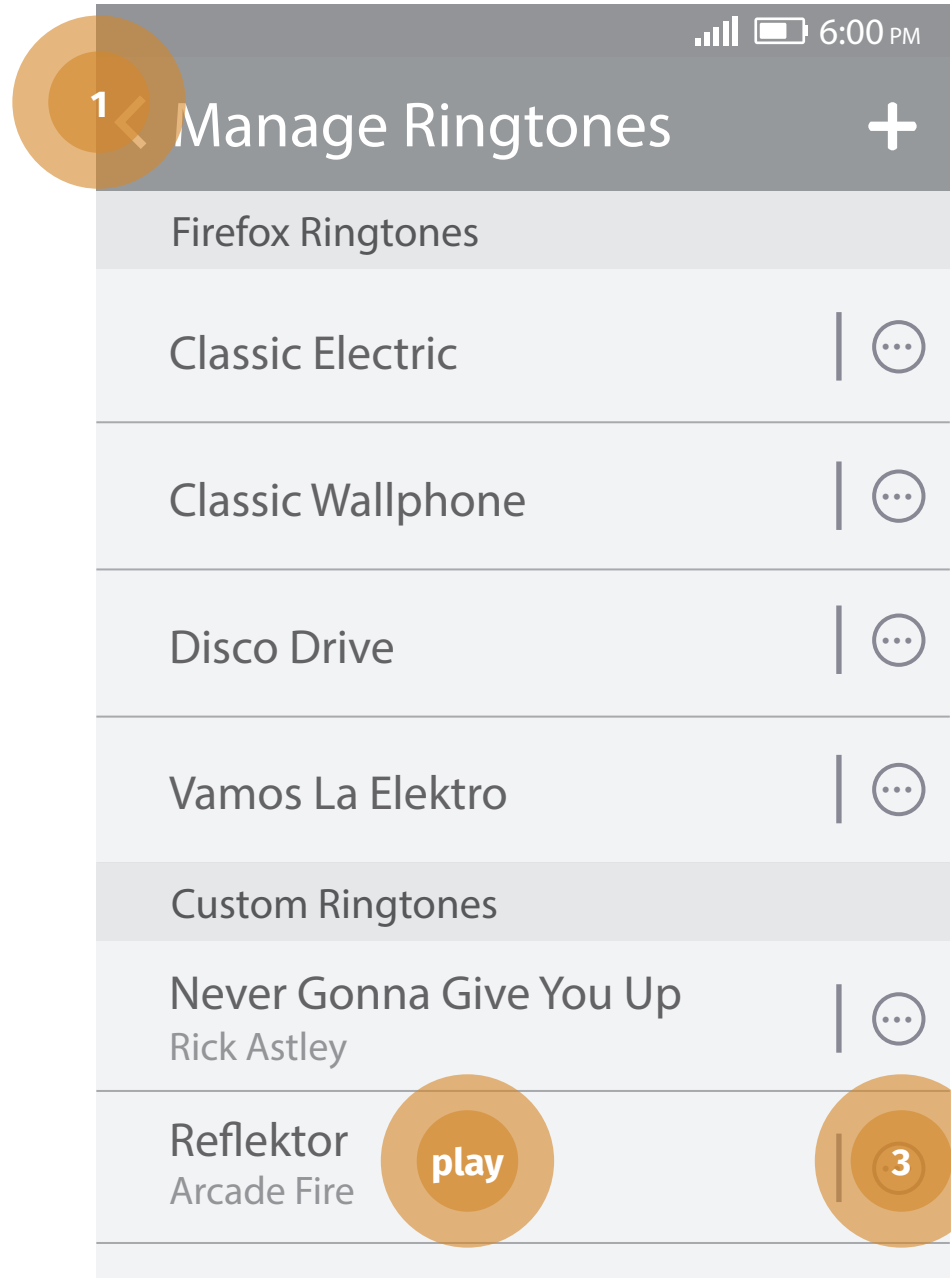 6:00 PM
1
Manage Ringtones
Firefox Ringtones
Classic Electric
Classic Wallphone
Disco Drive
Vamos La Elektro
Custom Ringtones
Never Gonna Give You Up
Rick Astley
Reflektor
play
3
Arcade Fire